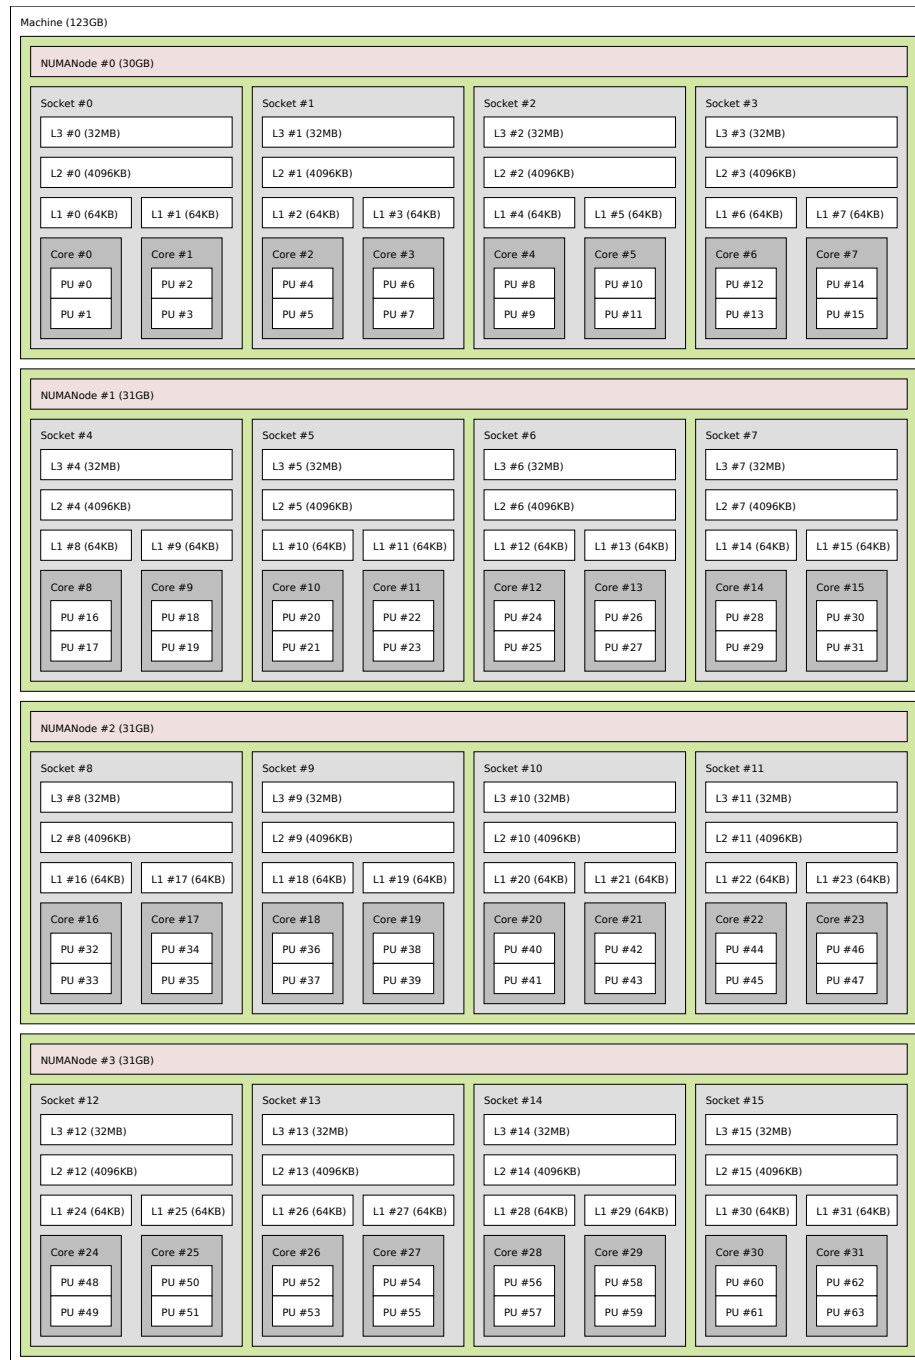 Machine (123GB)
NUMANode #0 (30GB)
Socket #0 Socket #1 Socket #2 Socket #3
L3 #0 (32MB) L3 #1 (32MB) L3 #2 (32MB) L3 #3 (32MB)
L2 #0 (4096KB) L2 #1 (4096KB) L2 #2 (4096KB) L2 #3 (4096KB)
L1 #0 (64KB) L1 #1 (64KB) L1 #2 (64KB) L1 #3 (64KB) L1 #4 (64KB) L1 #5 (64KB) L1 #6 (64KB) L1 #7 (64KB)
Core #0 Core #1 Core #2 Core #3 Core #4 Core #5 Core #6 Core #7
PU #0 PU #2 PU #4 PU #6 PU #8 PU #10 PU #12 PU #14
PU #1 PU #3 PU #5 PU #7 PU #9 PU #11 PU #13 PU #15
NUMANode #1 (31GB)
Socket #4 Socket #5 Socket #6 Socket #7
L3 #4 (32MB) L3 #5 (32MB) L3 #6 (32MB) L3 #7 (32MB)
L2 #4 (4096KB) L2 #5 (4096KB) L2 #6 (4096KB) L2 #7 (4096KB)
L1 #8 (64KB) L1 #9 (64KB) L1 #10 (64KB) L1 #11 (64KB) L1 #12 (64KB) L1 #13 (64KB) L1 #14 (64KB) L1 #15 (64KB)
Core #8 Core #9 Core #10 Core #11 Core #12 Core #13 Core #14 Core #15
PU #16 PU #18 PU #20 PU #22 PU #24 PU #26 PU #28 PU #30
PU #17 PU #19 PU #21 PU #23 PU #25 PU #27 PU #29 PU #31
NUMANode #2 (31GB)
Socket #8 Socket #9 Socket #10 Socket #11
L3 #8 (32MB) L3 #9 (32MB) L3 #10 (32MB) L3 #11 (32MB)
L2 #8 (4096KB) L2 #9 (4096KB) L2 #10 (4096KB) L2 #11 (4096KB)
L1 #16 (64KB) L1 #17 (64KB) L1 #18 (64KB) L1 #19 (64KB) L1 #20 (64KB) L1 #21 (64KB) L1 #22 (64KB) L1 #23 (64KB)
Core #16 Core #17 Core #18 Core #19 Core #20 Core #21 Core #22 Core #23
PU #32 PU #34 PU #36 PU #38 PU #40 PU #42 PU #44 PU #46
PU #33 PU #35 PU #37 PU #39 PU #41 PU #43 PU #45 PU #47
NUMANode #3 (31GB)
Socket #12 Socket #13 Socket #14 Socket #15
L3 #12 (32MB) L3 #13 (32MB) L3 #14 (32MB) L3 #15 (32MB)
L2 #12 (4096KB) L2 #13 (4096KB) L2 #14 (4096KB) L2 #15 (4096KB)
L1 #24 (64KB) L1 #25 (64KB) L1 #26 (64KB) L1 #27 (64KB) L1 #28 (64KB) L1 #29 (64KB) L1 #30 (64KB) L1 #31 (64KB)
Core #24 Core #25 Core #26 Core #27 Core #28 Core #29 Core #30 Core #31
PU #48 PU #50 PU #52 PU #54 PU #56 PU #58 PU #60 PU #62
PU #49 PU #51 PU #53 PU #55 PU #57 PU #59 PU #61 PU #63